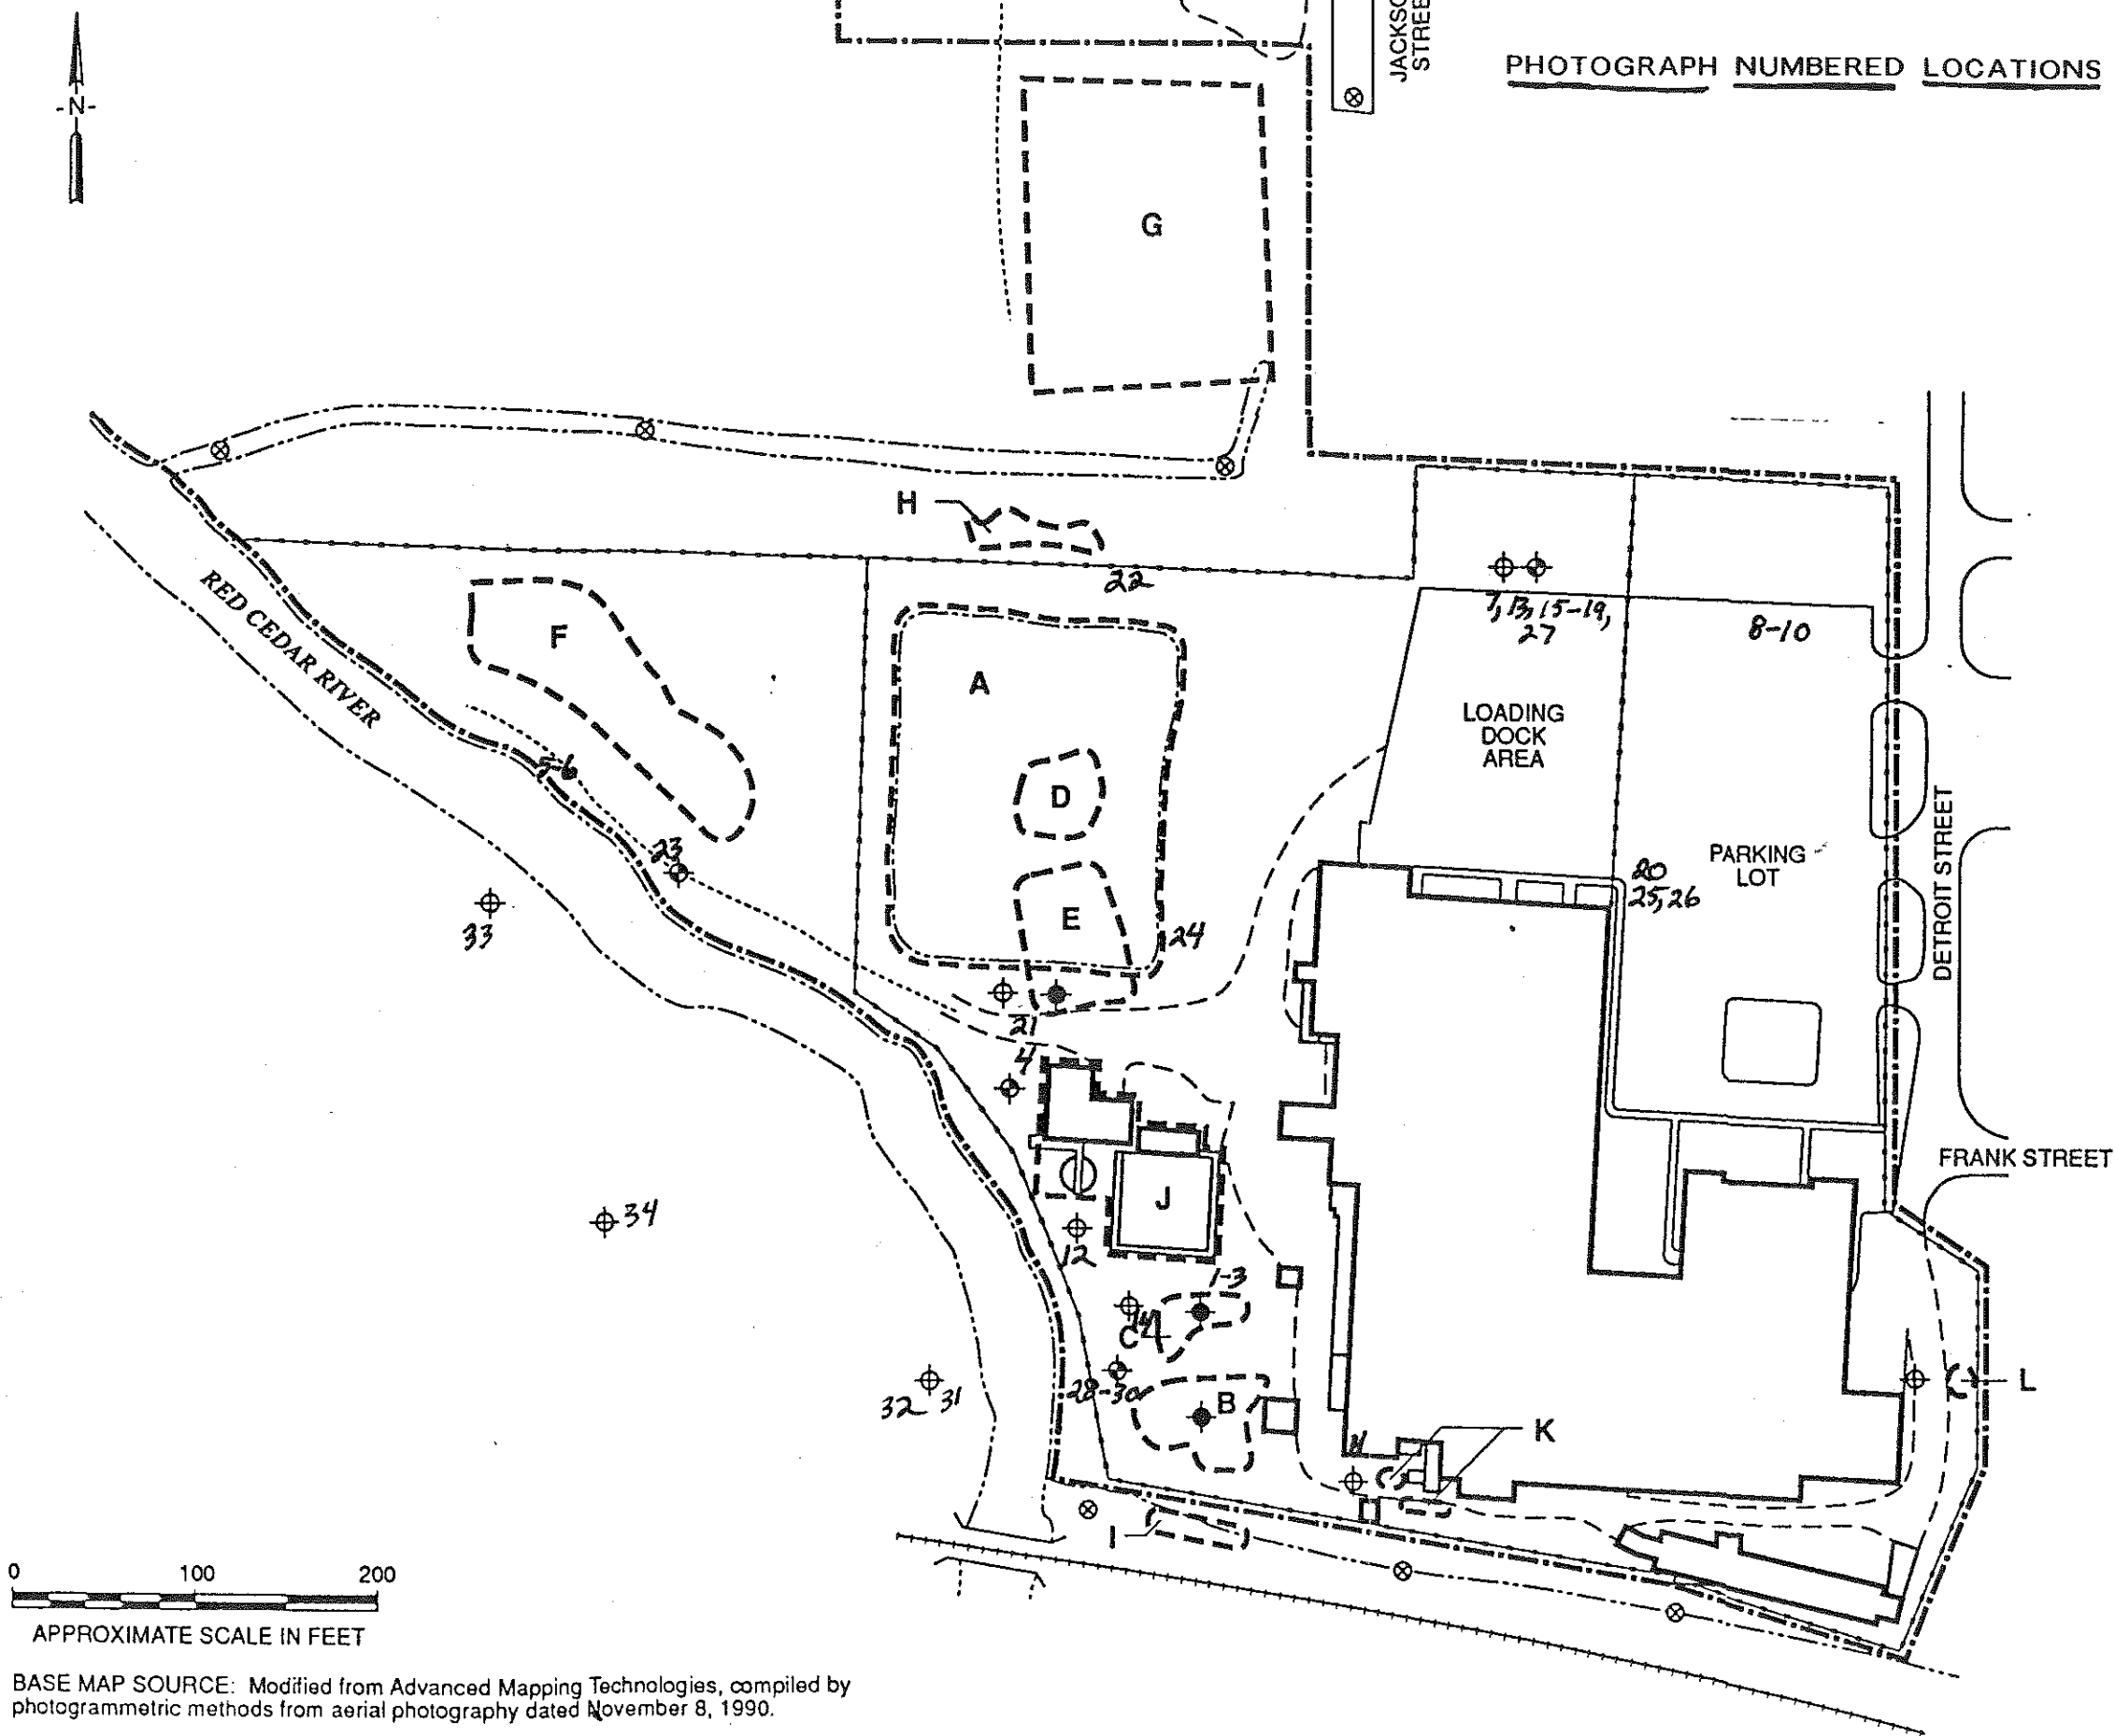 JACKSO
STREE
PHOTOGRAPH NUMBERED LOCATIONS
-N-
G
H
22
RED CEDAR RIVER
F
A
7, 13, 15-19,
27
8-10
LOADING
DOCK
AREA
D
5-6
PARKING
LOT
DETROIT STREET
23
20
25, 26
E
24
33
21
4
FRANK STREET
J
34
12
1-3
14
C
28-30
B
32 31
L
K
11
I
0 100 200
APPROXIMATE SCALE IN FEET
BASE MAP SOURCE: Modified from Advanced Mapping Technologies, compiled by
photogrammetric methods from aerial photography dated November 8, 1990.